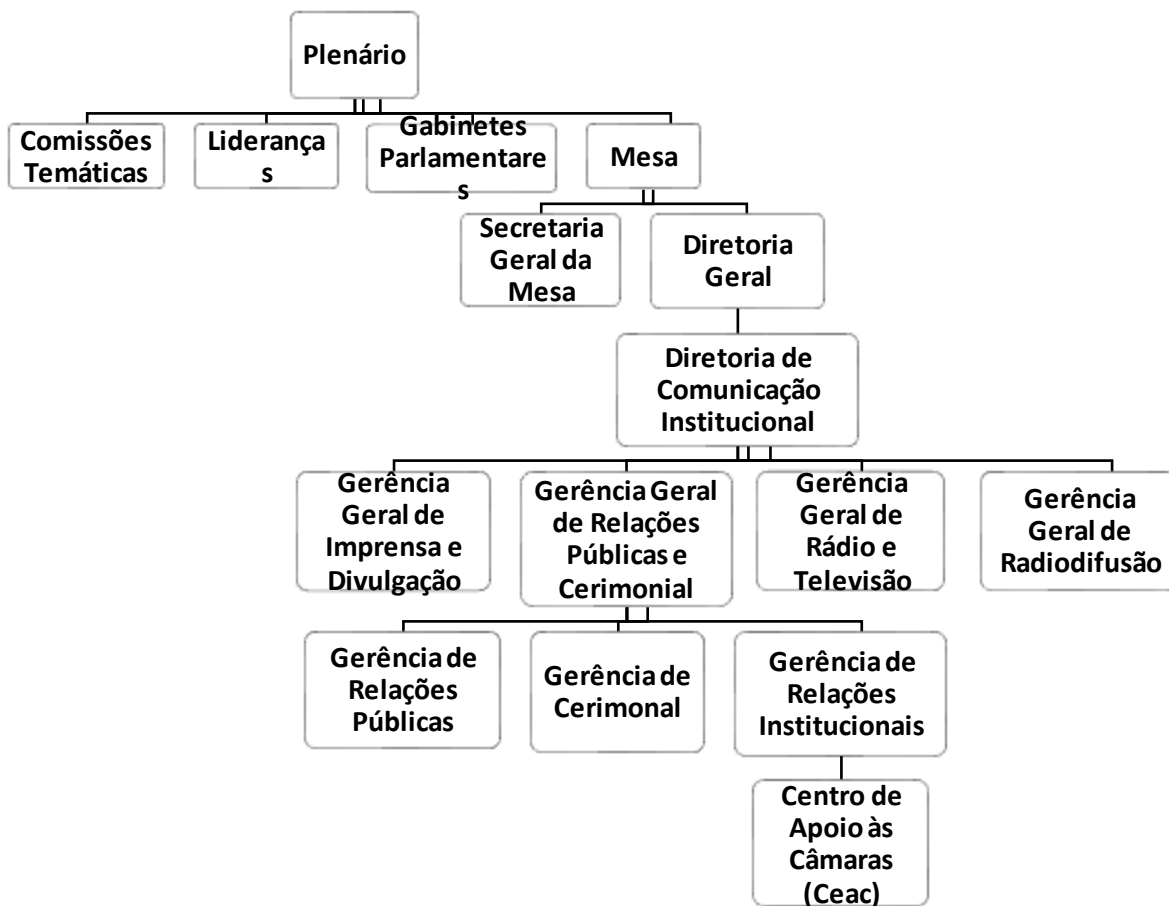 Plenário
Comissões
Temáticas
Lideranç
s
Gabinetes
Parlamentare
s
Mesa
Secretaria
Geral da
Mesa
Diretoria
Geral
Diretoria de
Comunicação
Institucional
Gerência
Geral de
Imprensa e
Divulgação
Gerência Geral
de Relações
Públicas e
Cerimonial
Gerência
Geral de
Rádio e
Televisão
Gerência
Geral de
Radiodifusão
Gerência de
Relações
Públicas
Gerência de
Cerimonal
Gerência de
Relações
Institucionais
Centro de
Apoio às
Câmaras
(Ceac)